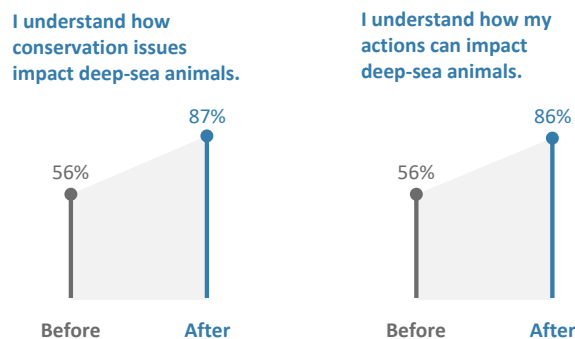 I understand how
conservation issues
impact deep-sea animals.
87%
56%
Before
After
I understand how my
actions can impact
deep-sea animals.
86%
56%
Before
After